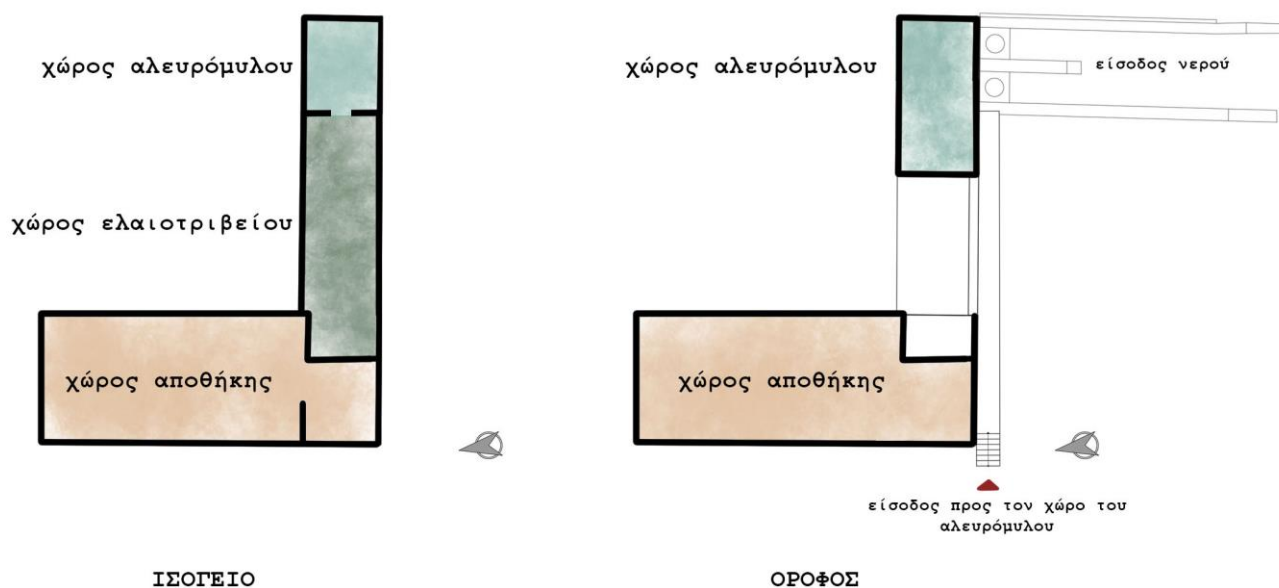 χώρος αλευρόμυλου
χώρος ελαιοτριβείου
χώρος αποθήκης
ΙΣΟΓΕΙΟ
χώρος αλευρόμυλου
είσοδος νερού
χώρος αποθήκης
είσοδος προς τον χώρο του
αλευρόμυλου
ΟΡΟΦΟΣ